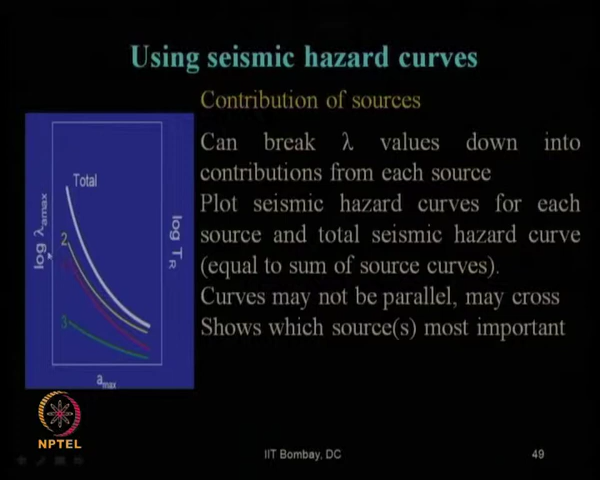 Using seismic hazard curves
Contribution of sources
Can break λ values down into
contributions from each source
Plot seismic hazard curves for each
source and total seismic hazard curve
(equal to sum of source curves).
Curves may not be parallel, may cross
Shows which source(s) most important
Total
2
3
log λamax
log TR
amax
NPTEL
IIT Bombay, DC
49